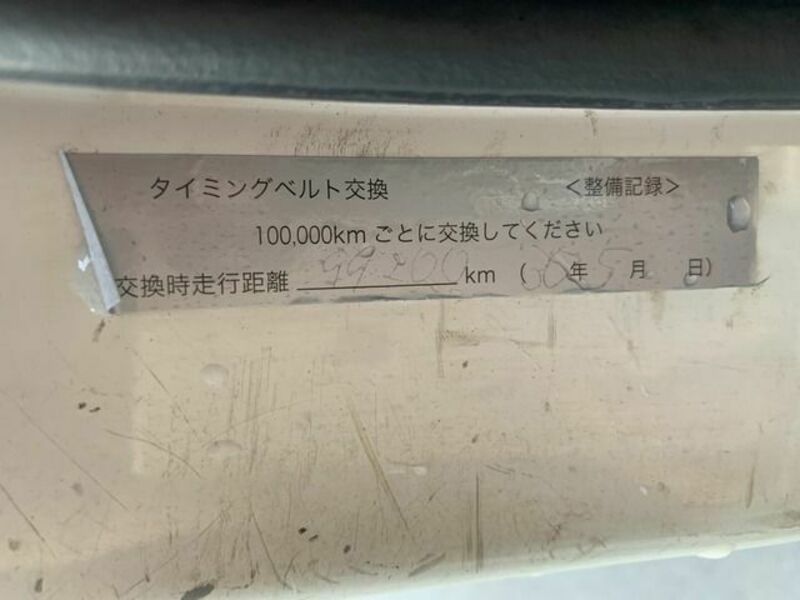 タイミングベルト交換 <整備記録>
100,000kmごとに交換してください
交換時走行距離 99200 km ( 年 月 日)